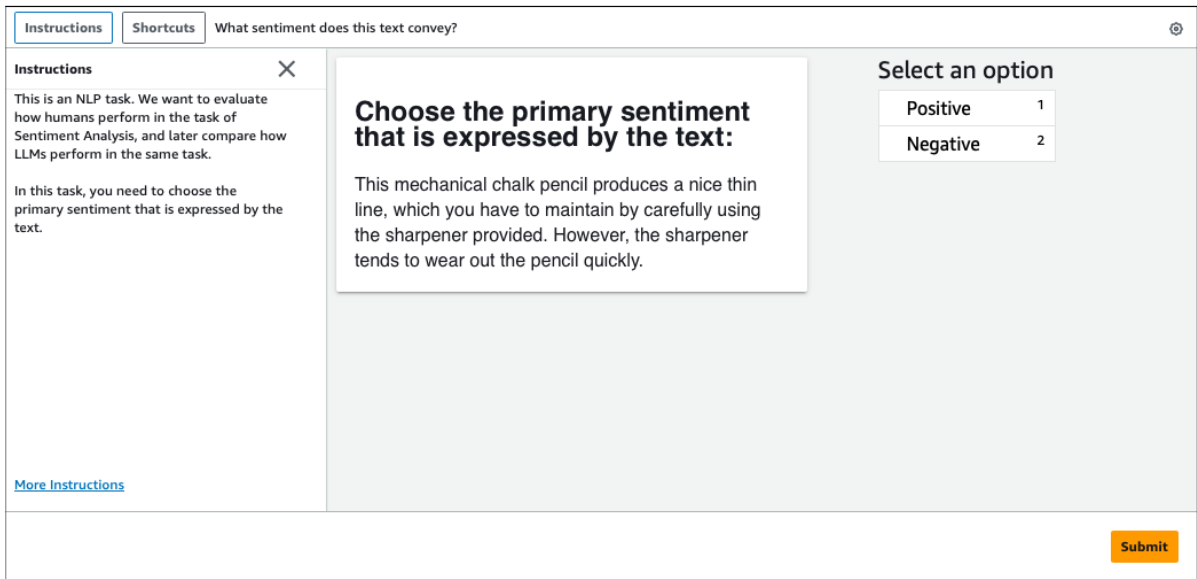 Instructions
Shortcuts
What sentiment does this text convey?
Instructions
This is an NLP task. We want to evaluate
how humans perform in the task of
Sentiment Analysis, and later compare how
LLMs perform in the same task.
In this task, you need to choose the
primary sentiment that is expressed by the
text.
More Instructions
Choose the primary sentiment
that is expressed by the text:
This mechanical chalk pencil produces a nice thin
line, which you have to maintain by carefully using
the sharpener provided. However, the sharpener
tends to wear out the pencil quickly.
Select an option
Positive 1
Negative 2
Submit